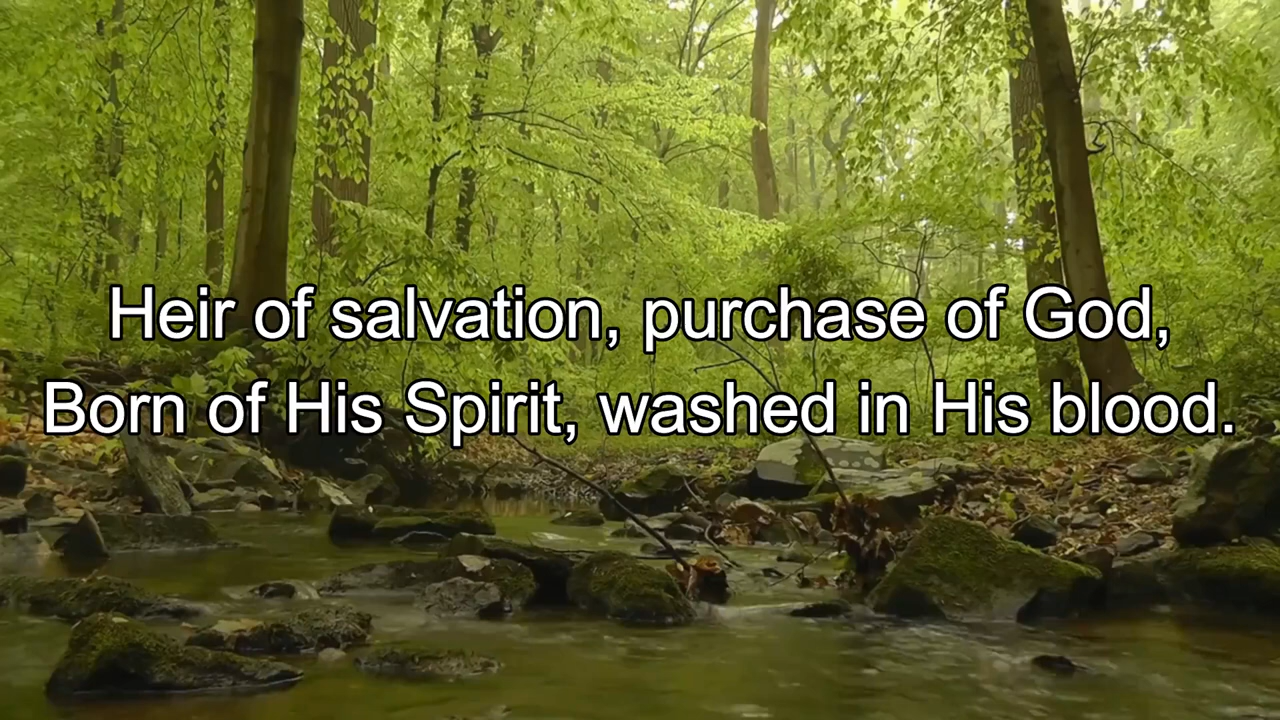 Heir of salvation, purchase of God,
Born of His Spirit, washed in His blood.